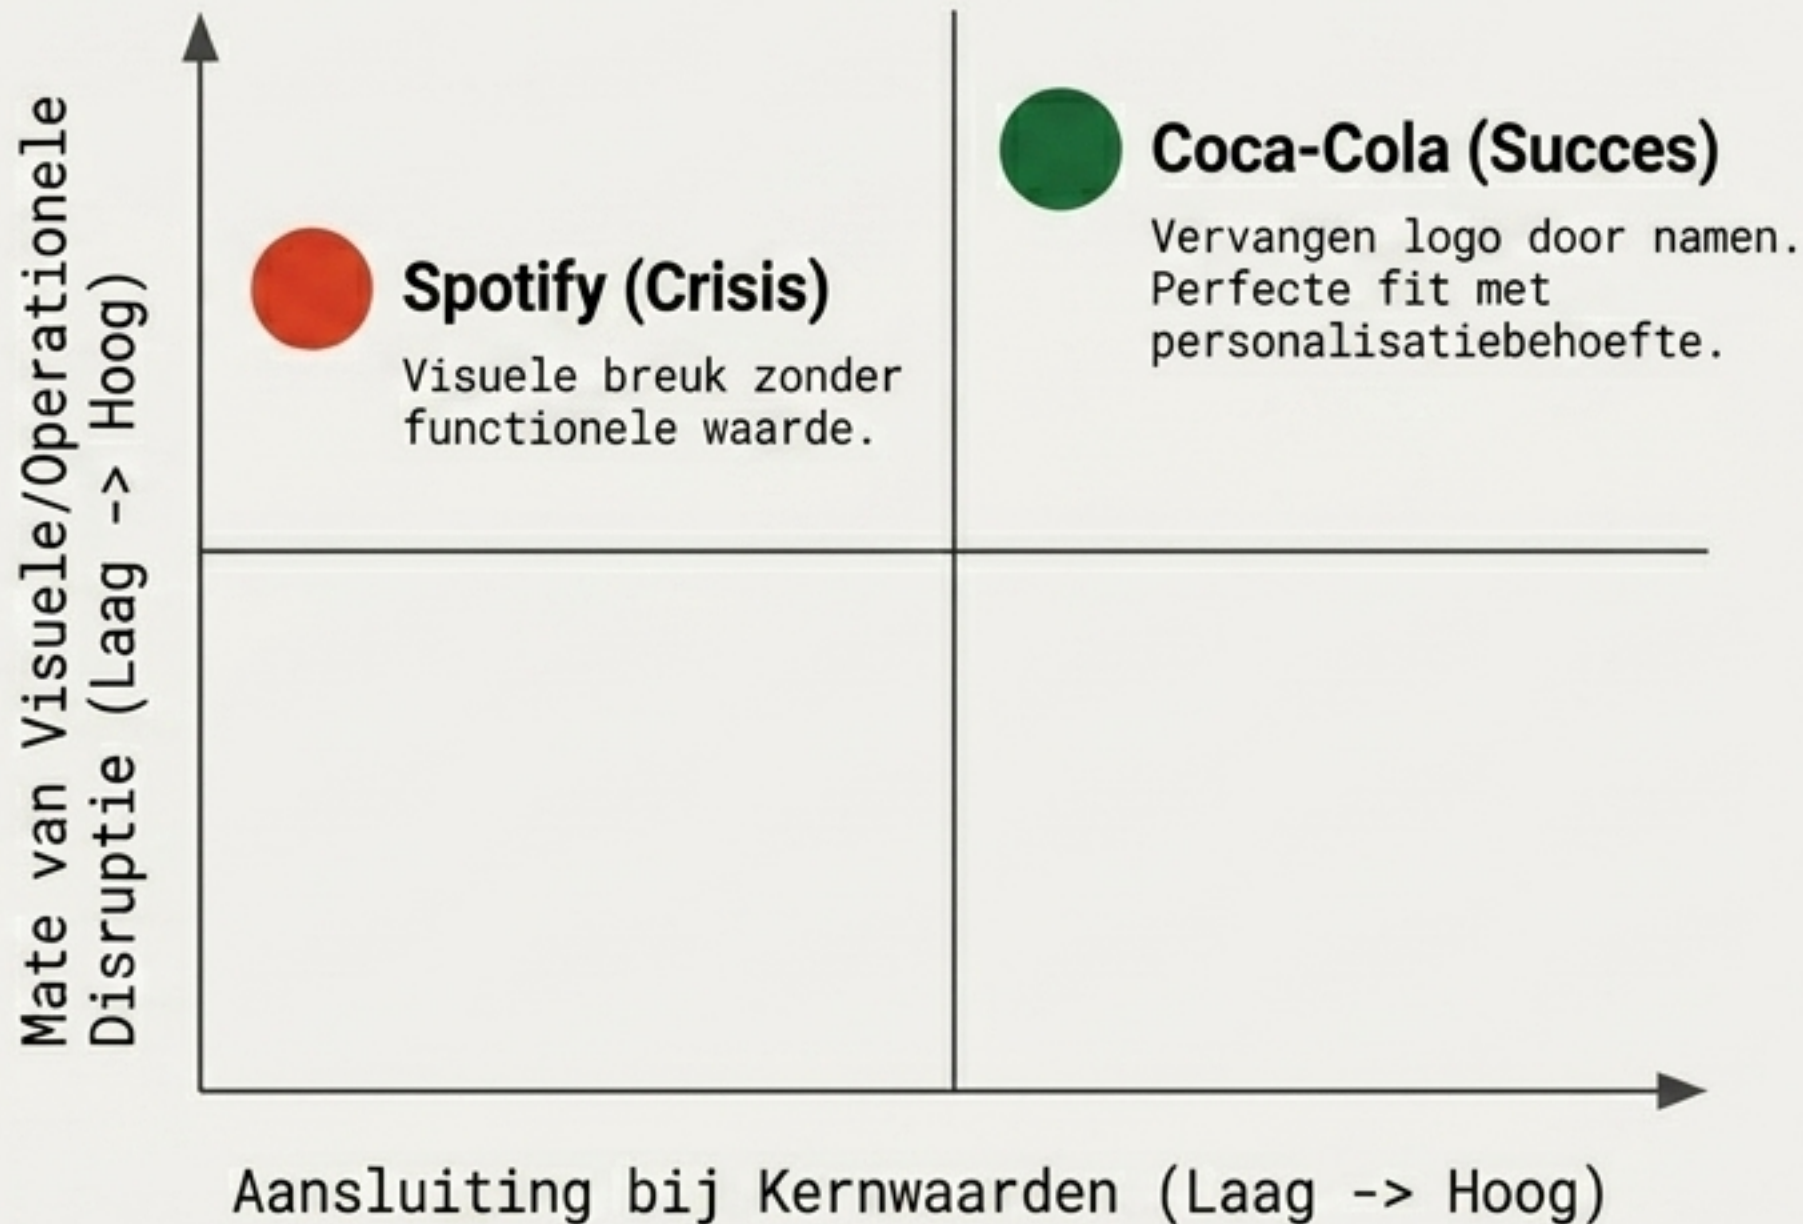 Mate van Visuele/Operationele
Disruptie (Laag -> Hoog)
Spotify (Crisis)
Visuele breuk zonder
functionele waarde.
Coca-Cola (Succes)
Vervangen logo door namen.
Perfecte fit met
personalisatiebehoefte.
Aansluiting bij Kernwaarden (Laag -> Hoog)